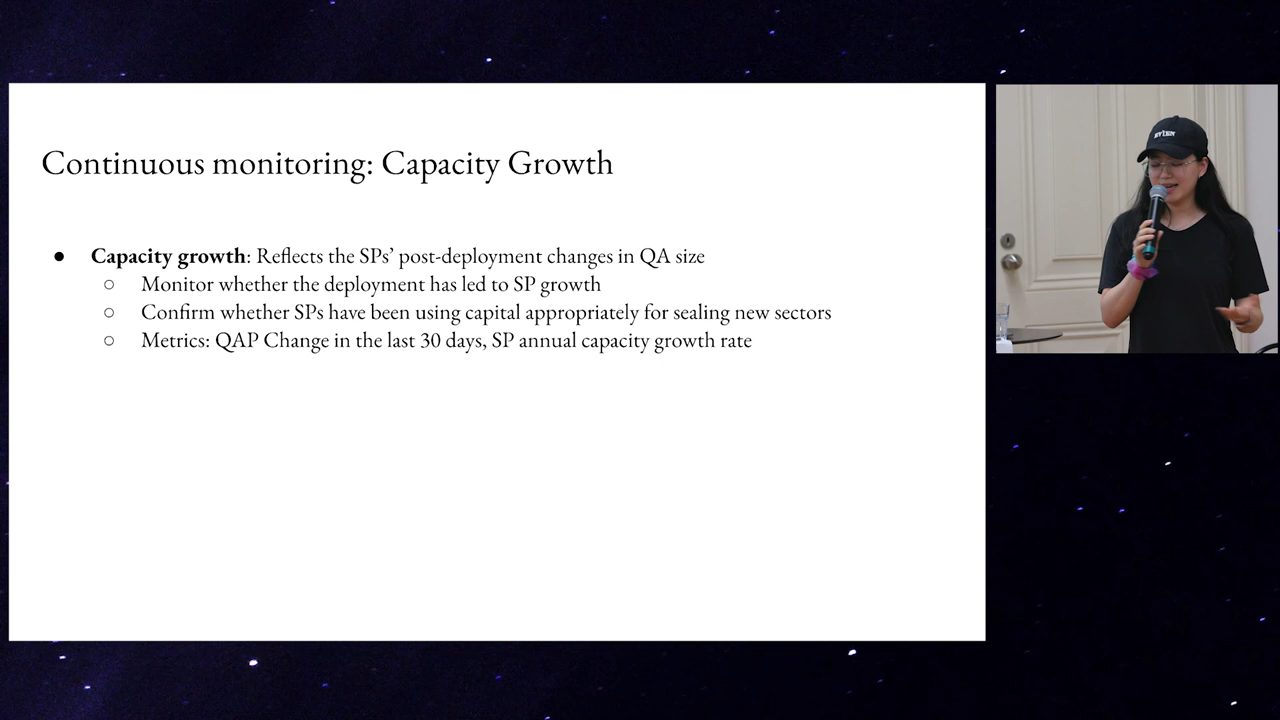 Continuous monitoring: Capacity Growth
● Capacity growth: Reflects the SPs’ post-deployment changes in QA size
○ Monitor whether the deployment has led to SP growth
○ Confirm whether SPs have been using capital appropriately for sealing new sectors
○ Metrics: QAP Change in the last 30 days, SP annual capacity growth rate